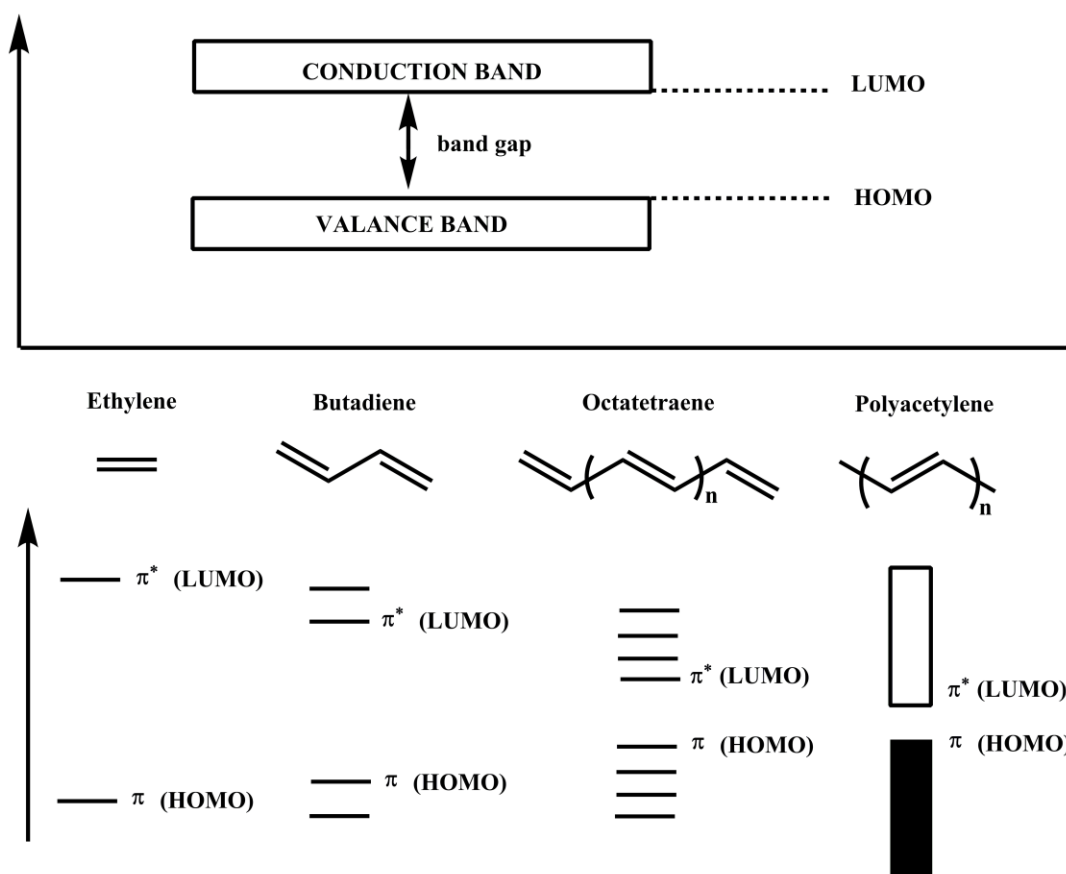 CONDUCTION BAND
LUMO
band gap
HOMO
VALANCE BAND
Ethylene
Butadiene
Octatetraene
Polyacetylene
n
n
π* (LUMO)
π* (LUMO)
π* (LUMO)
π* (LUMO)
π (HOMO)
π (HOMO)
π (HOMO)
π (HOMO)